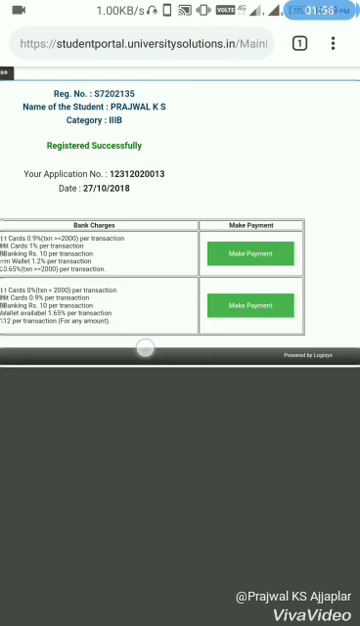 1.00KB/s VOLTE 4G 01:58
https://studentportal.universitysolutions.in/MainI 1
Reg. No. : S7202135
Name of the Student : PRAJWAL K S
Category : IIIB
Registered Successfully
Your Application No. : 12312020013
Date : 27/10/2018
Bank Charges Make Payment
Cards 0.9%(txn >=2000) per transaction
Cards 1% per transaction
Banking Rs. 10 per transaction
Wallet 1.2% per transaction
0.65%(txn >=2000) per transaction.
Make Payment
Cards 0%(txn < 2000) per transaction
Cards 0.9% per transaction
Banking Rs. 10 per transaction
availabel 1.65% per transaction
12 per transaction (For any amount).
Make Payment
Powered by Logisys
@Prajwal KS Ajjaplar
VivaVideo